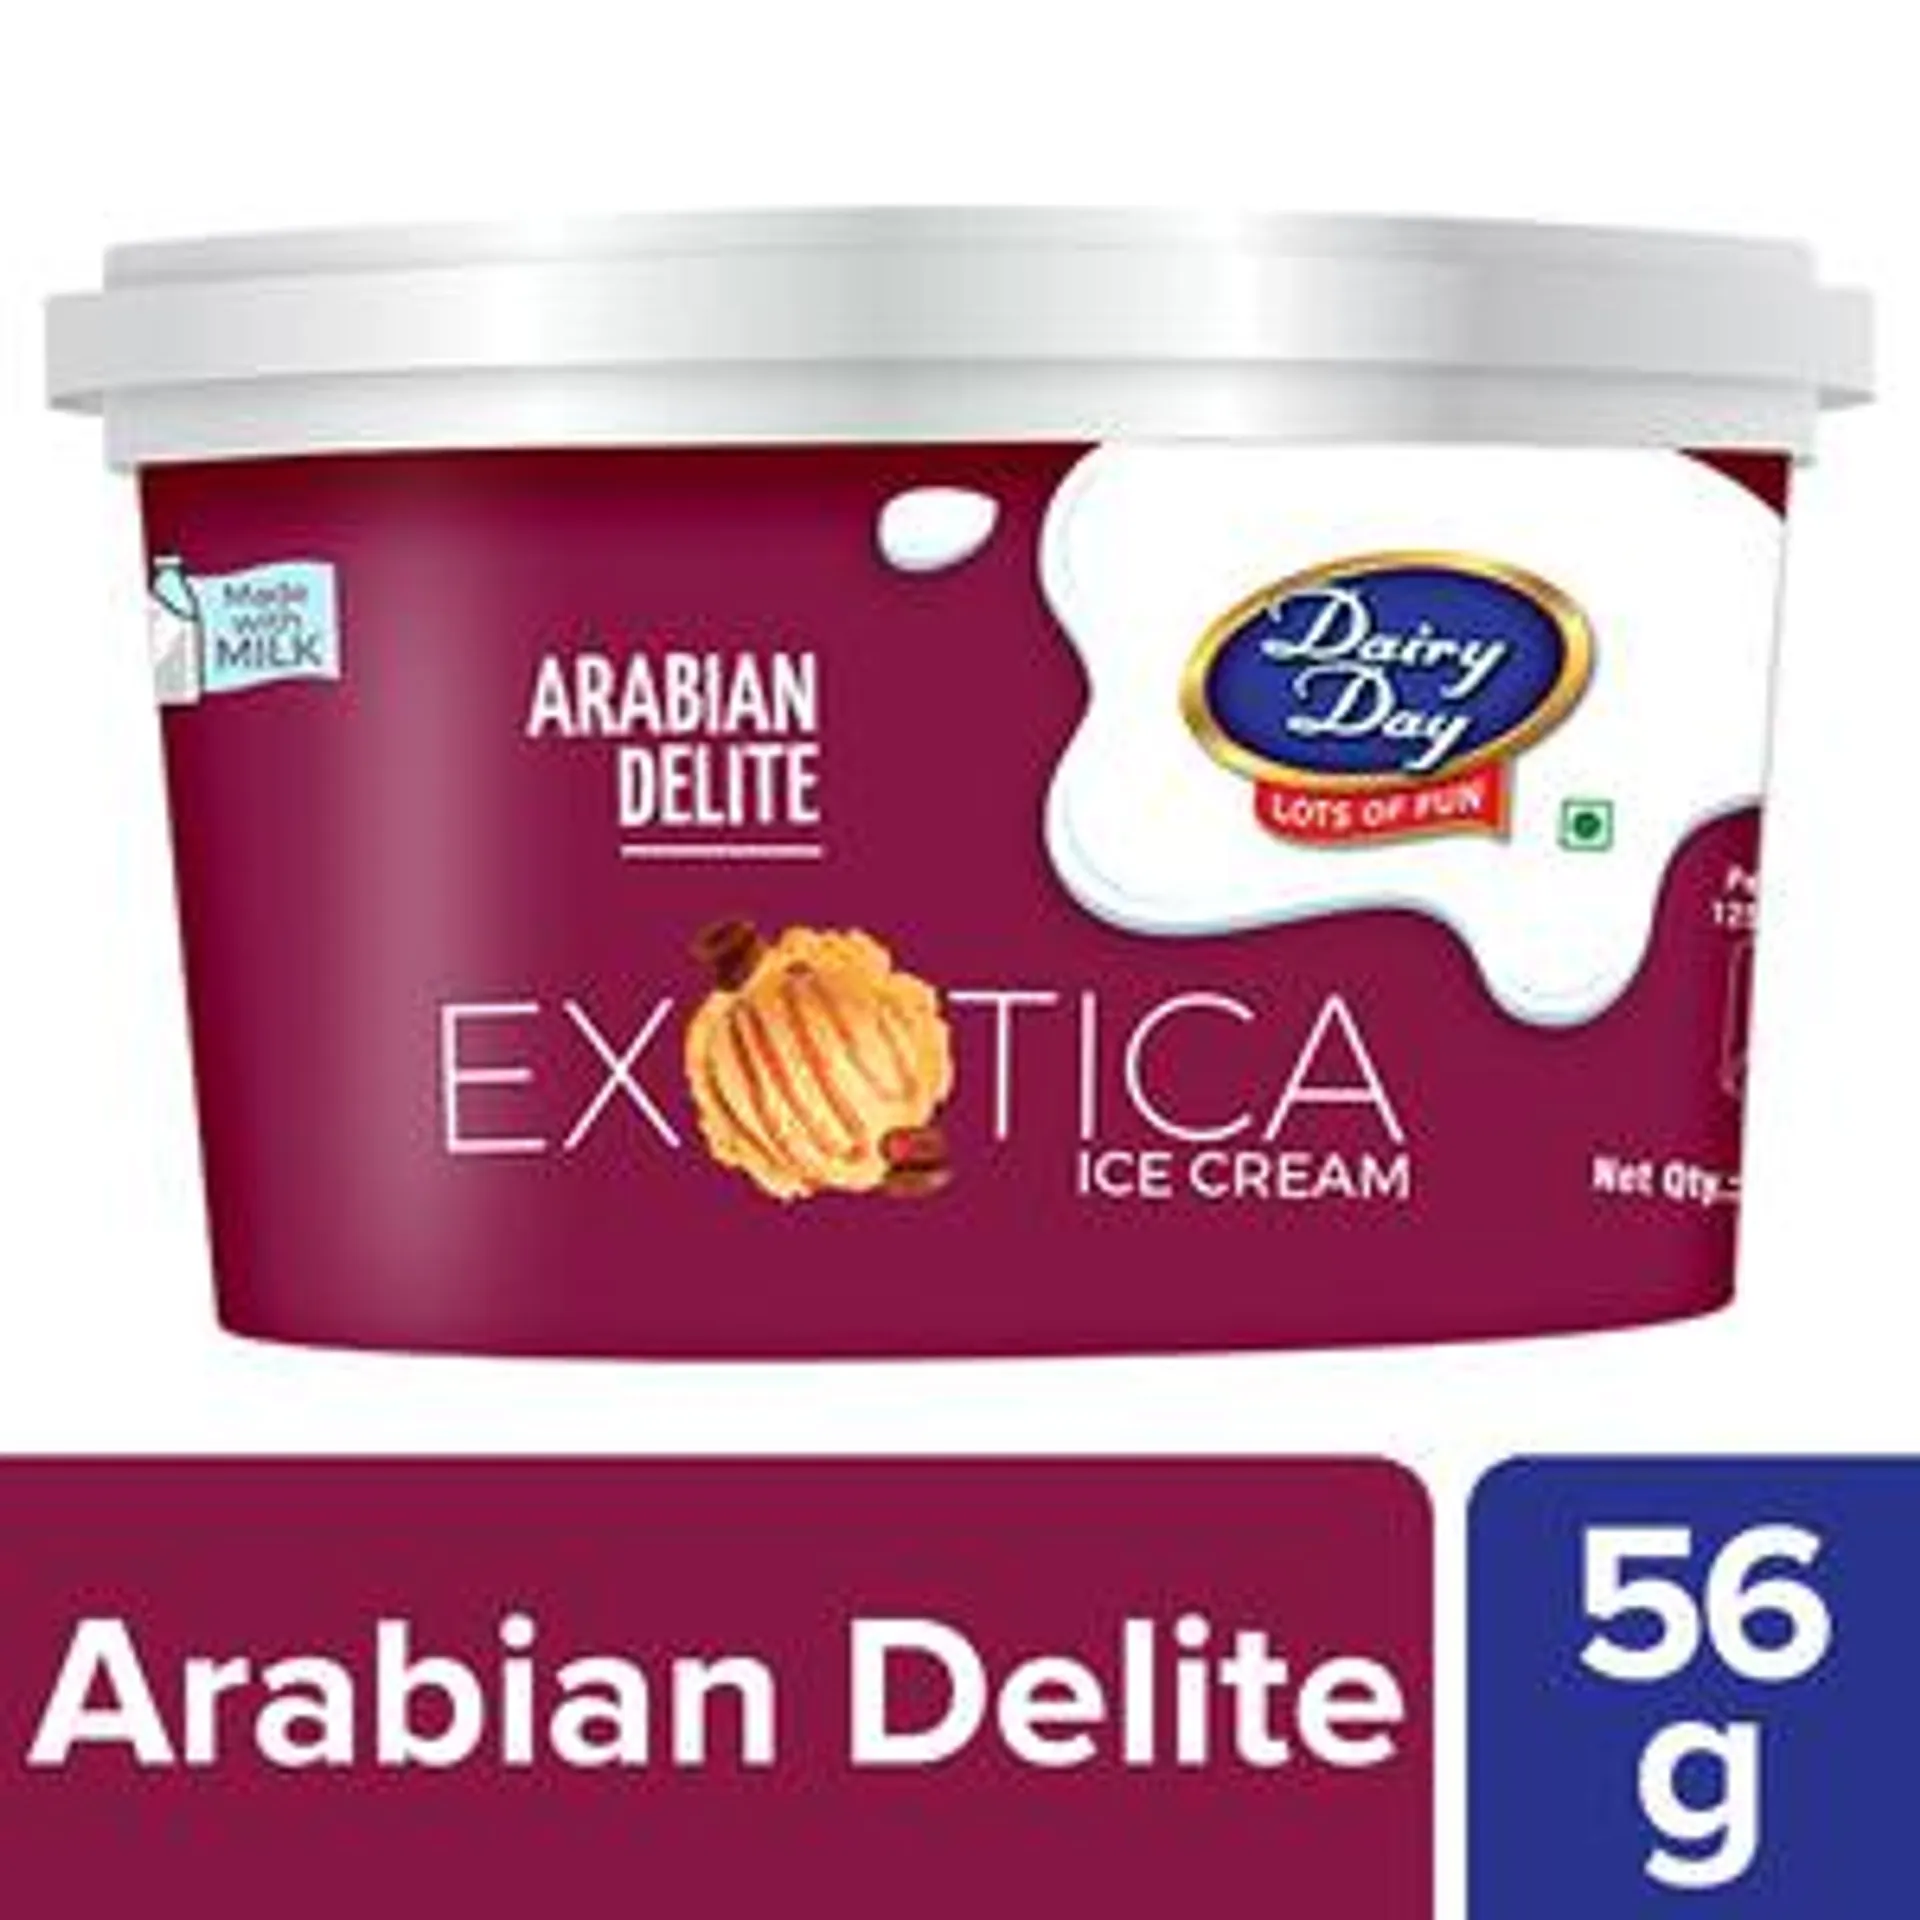 Made
with
MILK
ARABIAN
DELITE
Dairy
Day
LOTS OF FUN
EXOTICA
ICE CREAM
Net Qty.
Arabian Delite
56
g